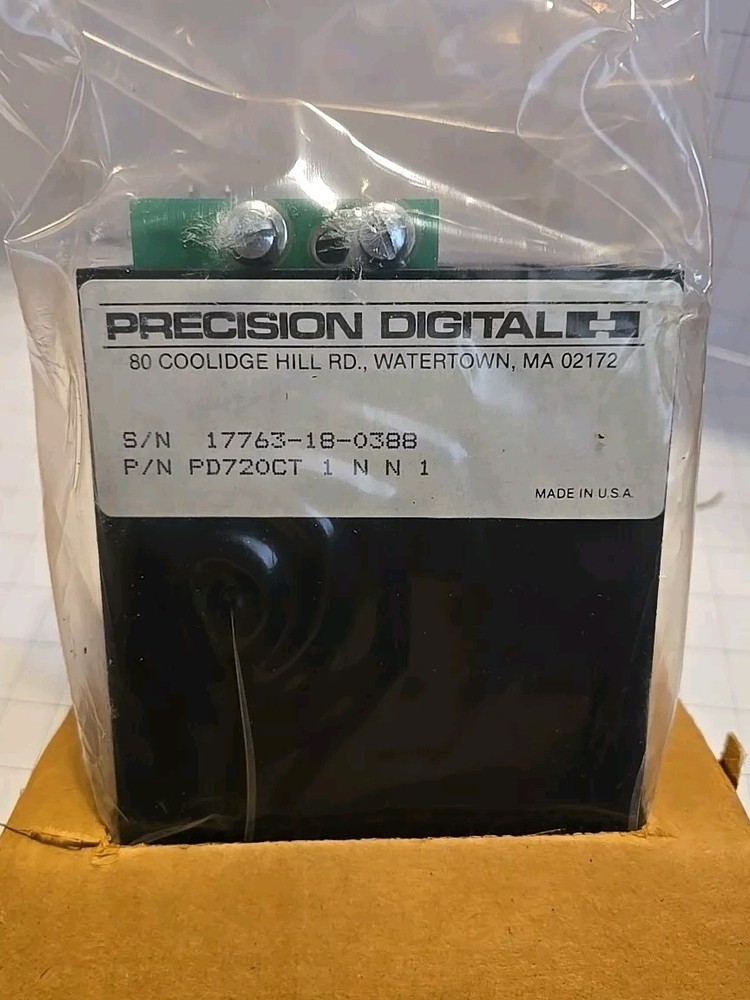 PRECISION DIGITAL
80 COOLIDGE HILL RD., WATERTOWN, MA 02172
S/N 17763-18-0388
P/N PD720CT 1 N N 1
MADE IN U.S.A.